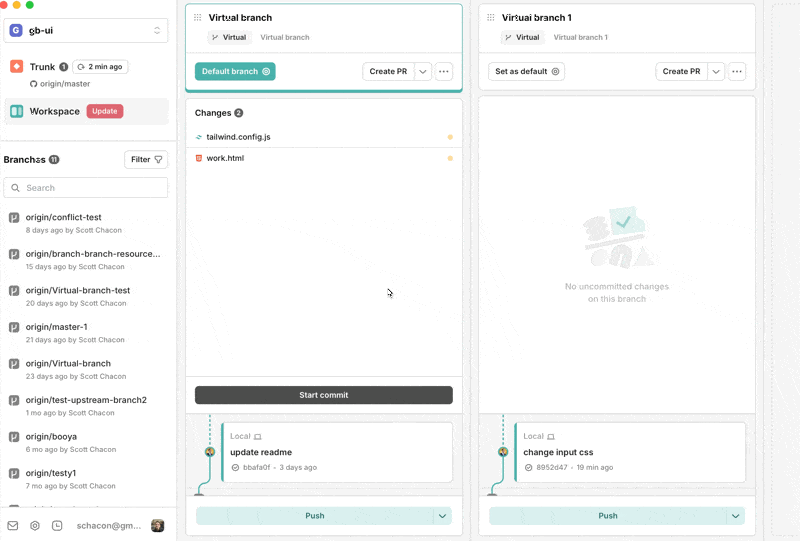 gb-ui
Trunk 1 2 min ago
origin/master
Workspace Update
Branches 11 Filter
Search
origin/conflict-test
8 days ago by Scott Chacon
origin/branch-branch-resource...
15 days ago by Scott Chacon
origin/Virtual-branch-test
20 days ago by Scott Chacon
origin/master-1
21 days ago by Scott Chacon
origin/Virtual-branch
23 days ago by Scott Chacon
origin/test-upstream-branch2
1 mo ago by Scott Chacon
origin/booya
6 mo ago by Scott Chacon
origin/testy1
7 mo ago by Scott Chacon
schacon@gm...
Virtual branch
Virtual Virtual branch
Default branch Create PR
Changes 2
tailwind.config.js
work.html
Start commit
Local
update readme
bbafa0f • 3 days ago
Push
Virtual branch 1
Virtual Virtual branch 1
Set as default Create PR
No uncommitted changes
on this branch
Local
change input css
8952d47 • 19 min ago
Push